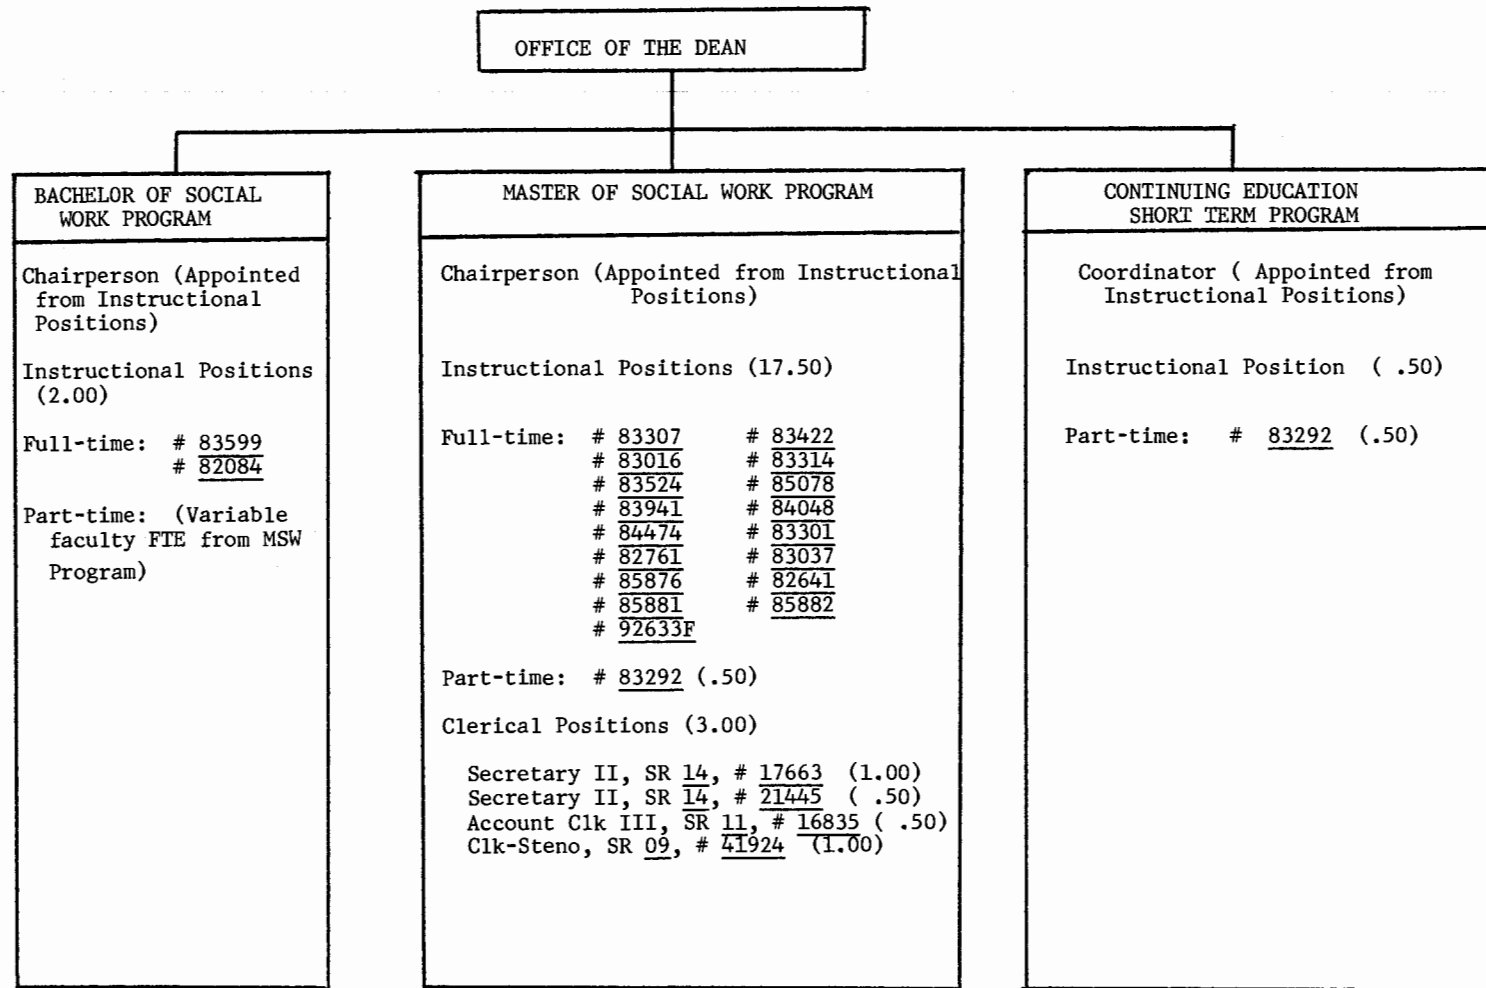 OFFICE OF THE DEAN
BACHELOR OF SOCIAL
WORK PROGRAM
Chairperson (Appointed
from Instructional
Positions)
Instructional Positions
(2.00)
Full-time: # 83599
# 82084
Part-time: (Variable
faculty FTE from MSW
Program)
MASTER OF SOCIAL WORK PROGRAM
Chairperson (Appointed from Instructional
Positions)
Instructional Positions (17.50)
Full-time: # 83307 # 83422
# 83016 # 83314
# 83524 # 85078
# 83941 # 84048
# 84474 # 83301
# 82761 # 83037
# 85876 # 82641
# 85881 # 85882
# 92633F
Part-time: # 83292 (.50)
Clerical Positions (3.00)
Secretary II, SR 14, # 17663 (1.00)
Secretary II, SR 14, # 21445 ( .50)
Account Clk III, SR 11, # 16835 ( .50)
Clk-Steno, SR 09, # 41924 (1.00)
CONTINUING EDUCATION
SHORT TERM PROGRAM
Coordinator ( Appointed from
Instructional Positions)
Instructional Position ( .50)
Part-time: # 83292 (.50)